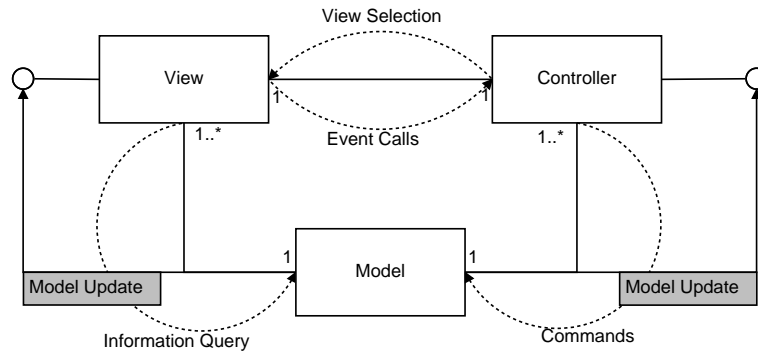 View Selection
View
Controller
1
1
1..*
Event Calls
1..*
1
Model
1
Model Update
Model Update
Information Query
Commands